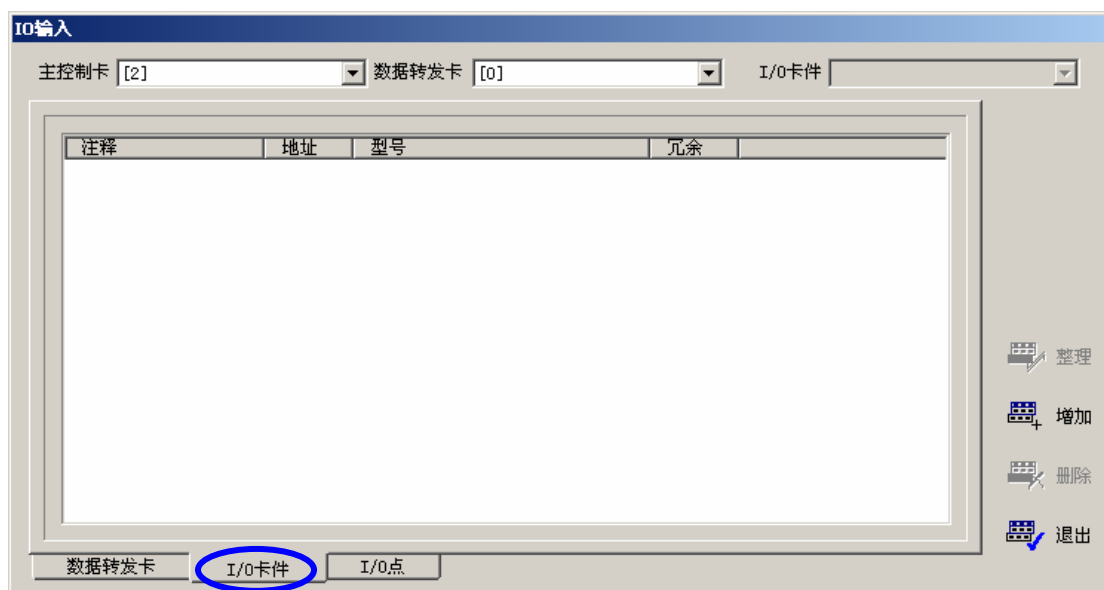 IO输入
主控制卡 [2] 数据转发卡 [0] I/O卡件
注释 地址 型号 冗余
整理
增加
删除
退出
数据转发卡 I/O卡件 I/O点